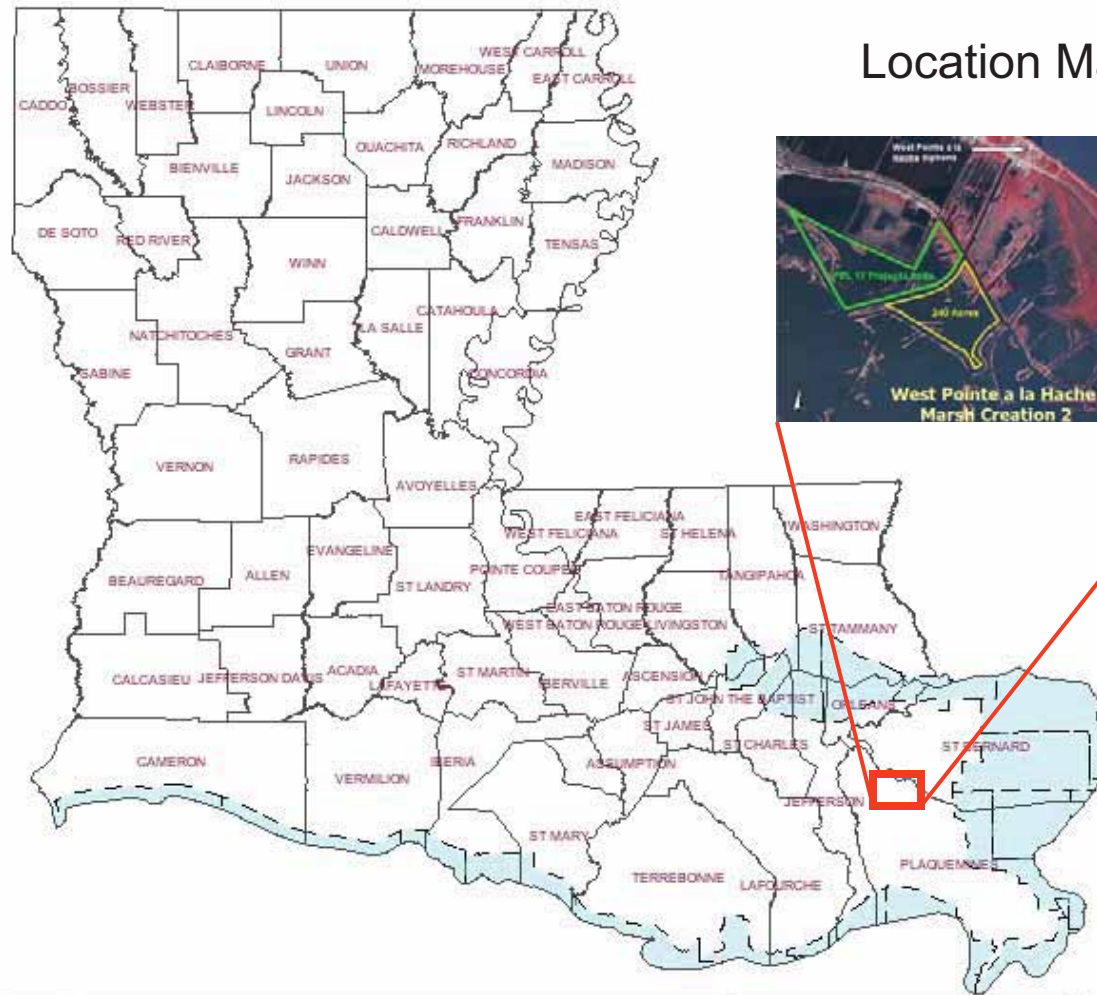 Location Ma
WEST CARROLL
CLAIBORNE
UNION
MOREHOUSE
EAST CARROLL
BOSSIER
CADDO
WEBSTER
LINCOLN
OUACHITA
RICHLAND
MADISON
BIENVILLE
JACKSON
FRANKLIN
CALDWELL
DE SOTO
RED RIVER
TENSAS
WINN
CATAHOULA
LA SALLE
NATCHITOCHES
GRANT
SABINE
CONCORDIA
West Pointe a la
Hache Siphons
240 Acres
West Pointe a la Hache
Marsh Creation 2
VERNON
RAPIDES
AVOYELLES
EAST FELICIANA
WEST FELICIANA
ST HELENA
WASHINGTON
EVANGELINE
POINTE COUPEE
TANGIPAHOA
BEAUREGARD
ALLEN
ST LANDRY
EAST BATON ROUGE
WEST BATON ROUGE
LIVINGSTON
ST TAMMANY
CALCASIEU
JEFFERSON DAVIS
ACADIA
LAFAYETTE
ST MARTIN
IBERVILLE
ASCENSION
ST JOHN THE BAPTIST
ORLEANS
ST JAMES
ST CHARLES
ST BERNARD
CAMERON
VERMILION
IBERIA
ASSUMPTION
JEFFERSON
ST MARY
PLAQUEMINES
TERREBONNE
LAFOURCHE